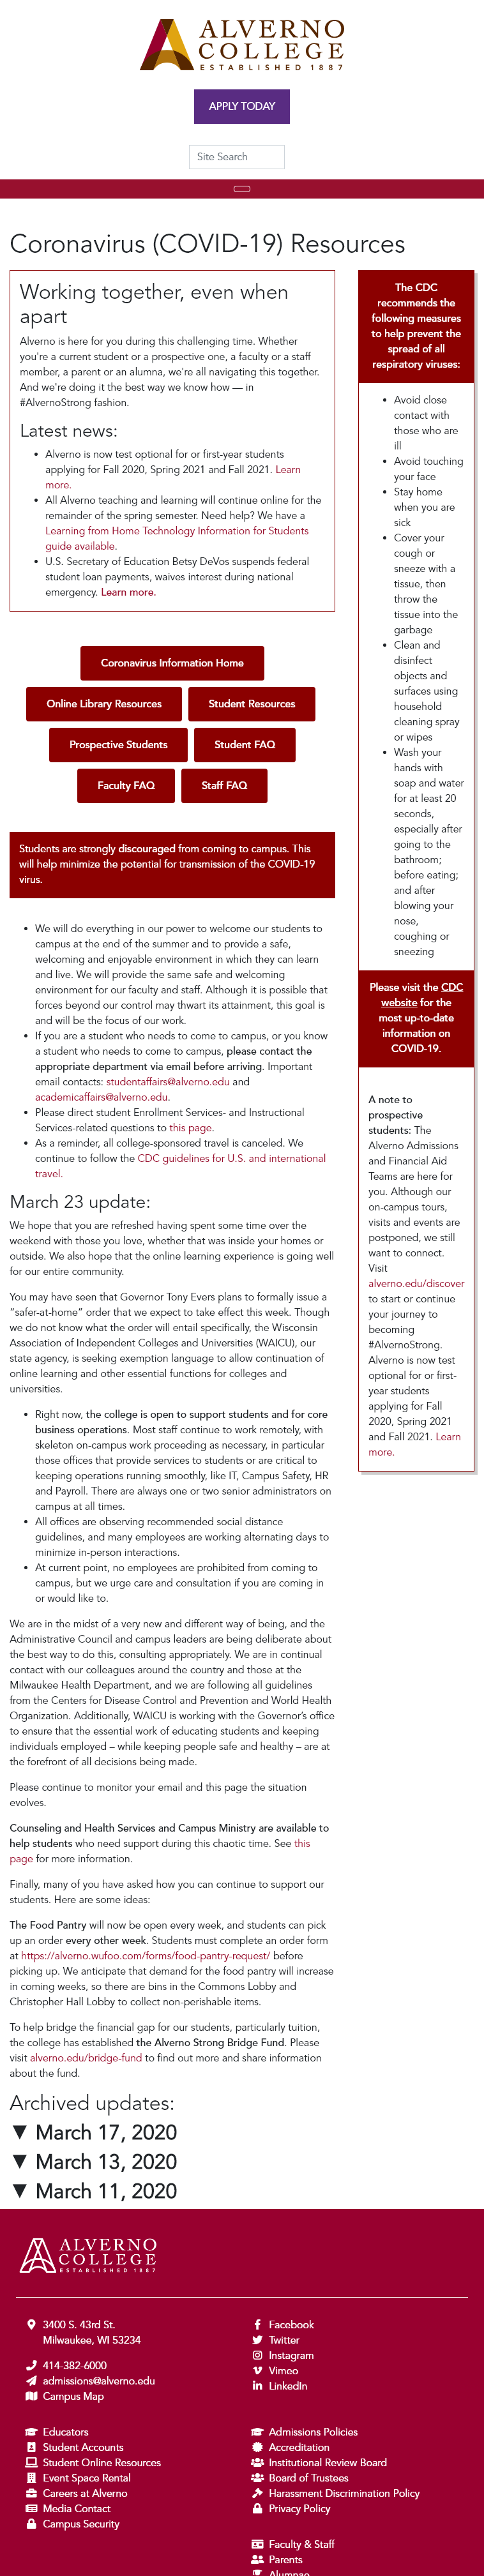 ALVERNO
COLLEGE
ESTABLISHED 1887
APPLY TODAY
Site Search
Coronavirus (COVID-19) Resources
Working together, even when
apart
Alverno is here for you during this challenging time. Whether
you're a current student or a prospective one, a faculty or a staff
member, a parent or an alumna, we're all navigating this together.
And we're doing it the best way we know how — in
#AlvernoStrong fashion.
Latest news:
• Alverno is now test optional for or first-year students
applying for Fall 2020, Spring 2021 and Fall 2021. Learn
more.
• All Alverno teaching and learning will continue online for the
remainder of the spring semester. Need help? We have a
Learning from Home Technology Information for Students
guide available.
• U.S. Secretary of Education Betsy DeVos suspends federal
student loan payments, waives interest during national
emergency. Learn more.
Coronavirus Information Home
Online Library Resources
Student Resources
Prospective Students
Student FAQ
Faculty FAQ
Staff FAQ
Students are strongly discouraged from coming to campus. This
will help minimize the potential for transmission of the COVID-19
virus.
• We will do everything in our power to welcome our students to
campus at the end of the summer and to provide a safe,
welcoming and enjoyable environment in which they can learn
and live. We will provide the same safe and welcoming
environment for our faculty and staff. Although it is possible that
forces beyond our control may thwart its attainment, this goal is
and will be the focus of our work.
• If you are a student who needs to come to campus, or you know
a student who needs to come to campus, please contact the
appropriate department via email before arriving. Important
email contacts: studentaffairs@alverno.edu and
academicaffairs@alverno.edu.
• Please direct student Enrollment Services- and Instructional
Services-related questions to this page.
• As a reminder, all college-sponsored travel is canceled. We
continue to follow the CDC guidelines for U.S. and international
travel.
March 23 update:
We hope that you are refreshed having spent some time over the
weekend with those you love, whether that was inside your homes or
outside. We also hope that the online learning experience is going well
for our entire community.
You may have seen that Governor Tony Evers plans to formally issue a
“safer-at-home” order that we expect to take effect this week. Though
we do not know what the order will entail specifically, the Wisconsin
Association of Independent Colleges and Universities (WAICU), our
state agency, is seeking exemption language to allow continuation of
online learning and other essential functions for colleges and
universities.
• Right now, the college is open to support students and for core
business operations. Most staff continue to work remotely, with
skeleton on-campus work proceeding as necessary, in particular
those offices that provide services to students or are critical to
keeping operations running smoothly, like IT, Campus Safety, HR
and Payroll. There are always one or two senior administrators on
campus at all times.
• All offices are observing recommended social distance
guidelines, and many employees are working alternating days to
minimize in-person interactions.
• At current point, no employees are prohibited from coming to
campus, but we urge care and consultation if you are coming in
or would like to.
We are in the midst of a very new and different way of being, and the
Administrative Council and campus leaders are being deliberate about
the best way to do this, consulting appropriately. We are in continual
contact with our colleagues around the country and those at the
Milwaukee Health Department, and we are following all guidelines
from the Centers for Disease Control and Prevention and World Health
Organization. Additionally, WAICU is working with the Governor’s office
to ensure that the essential work of educating students and keeping
individuals employed – while keeping people safe and healthy – are at
the forefront of all decisions being made.
Please continue to monitor your email and this page the situation
evolves.
Counseling and Health Services and Campus Ministry are available to
help students who need support during this chaotic time. See this
page for more information.
Finally, many of you have asked how you can continue to support our
students. Here are some ideas:
The Food Pantry will now be open every week, and students can pick
up an order every other week. Students must complete an order form
at https://alverno.wufoo.com/forms/food-pantry-request/ before
picking up. We anticipate that demand for the food pantry will increase
in coming weeks, so there are bins in the Commons Lobby and
Christopher Hall Lobby to collect non-perishable items.
To help bridge the financial gap for our students, particularly tuition,
the college has established the Alverno Strong Bridge Fund. Please
visit alverno.edu/bridge-fund to find out more and share information
about the fund.
Archived updates:
▼ March 17, 2020
▼ March 13, 2020
▼ March 11, 2020
The CDC
recommends the
following measures
to help prevent the
spread of all
respiratory viruses:
• Avoid close
contact with
those who are
ill
• Avoid touching
your face
• Stay home
when you are
sick
• Cover your
cough or
sneeze with a
tissue, then
throw the
tissue into the
garbage
• Clean and
disinfect
objects and
surfaces using
household
cleaning spray
or wipes
• Wash your
hands with
soap and water
for at least 20
seconds,
especially after
going to the
bathroom;
before eating;
and after
blowing your
nose,
coughing or
sneezing
Please visit the CDC
website for the
most up-to-date
information on
COVID-19.
A note to
prospective
students: The
Alverno Admissions
and Financial Aid
Teams are here for
you. Although our
on-campus tours,
visits and events are
postponed, we still
want to connect.
Visit
alverno.edu/discover
to start or continue
your journey to
becoming
#AlvernoStrong.
Alverno is now test
optional for or first-
year students
applying for Fall
2020, Spring 2021
and Fall 2021. Learn
more.
ALVERNO
COLLEGE
ESTABLISHED 1887
3400 S. 43rd St.
Milwaukee, WI 53234
414-382-6000
admissions@alverno.edu
Campus Map
Facebook
Twitter
Instagram
Vimeo
LinkedIn
Educators
Student Accounts
Student Online Resources
Event Space Rental
Careers at Alverno
Media Contact
Campus Security
Admissions Policies
Accreditation
Institutional Review Board
Board of Trustees
Harassment Discrimination Policy
Privacy Policy
Faculty & Staff
Parents
Alumnae